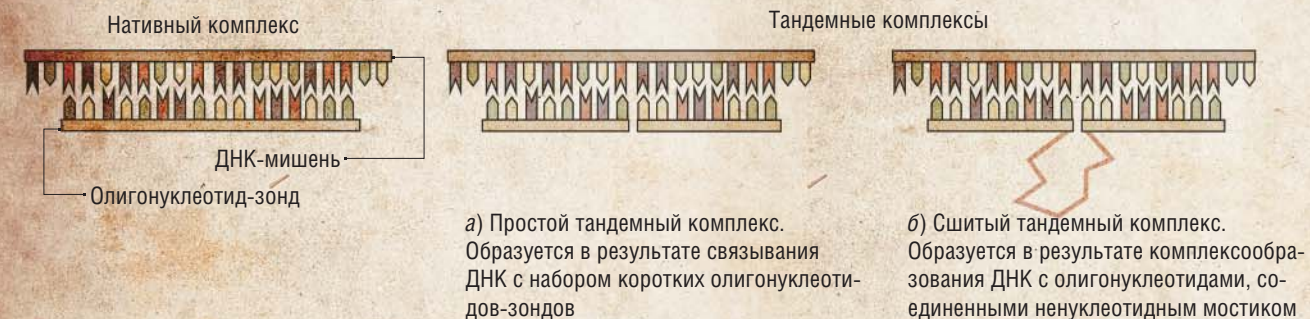 Нативный комплекс
Тандемные комплексы
ДНК-мишень
Олигонуклеотид-зонд
а) Простой тандемный комплекс.
Образуется в результате связывания
ДНК с набором коротких олигонуклеоти-
дов-зондов
б) Сшитый тандемный комплекс.
Образуется в результате комплексообра-
зования ДНК с олигонуклеотидами, со-
единенными ненуклеотидным мостиком